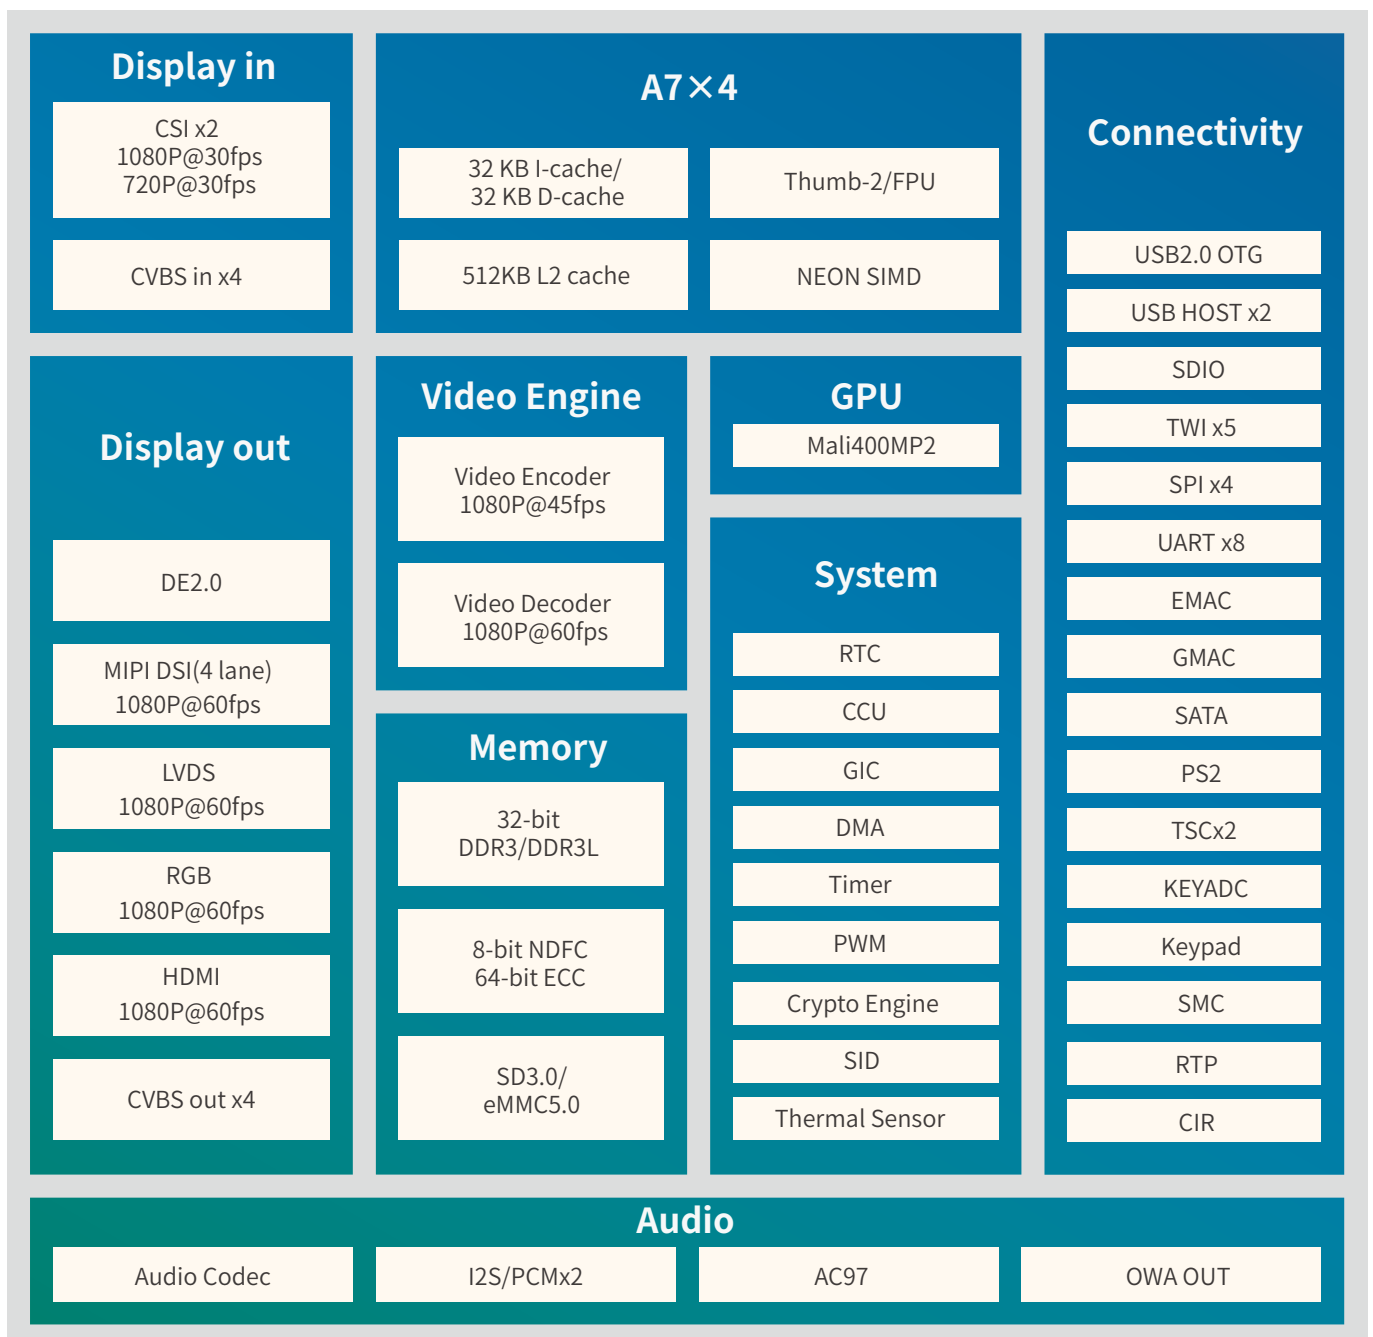 Display in
CSI x2
1080P@30fps
720P@30fps
CVBS in x4
A7×4
32 KB I-cache/
32 KB D-cache
Thumb-2/FPU
512KB L2 cache
NEON SIMD
Connectivity
USB2.0 OTG
USB HOST x2
SDIO
TWI x5
SPI x4
UART x8
EMAC
GMAC
SATA
PS2
TSCx2
KEYADC
Keypad
SMC
RTP
CIR
Display out
DE2.0
MIPI DSI(4 lane)
1080P@60fps
LVDS
1080P@60fps
RGB
1080P@60fps
HDMI
1080P@60fps
CVBS out x4
Video Engine
Video Encoder
1080P@45fps
Video Decoder
1080P@60fps
GPU
Mali400MP2
Memory
32-bit
DDR3/DDR3L
8-bit NDFC
64-bit ECC
SD3.0/
eMMC5.0
System
RTC
CCU
GIC
DMA
Timer
PWM
Crypto Engine
SID
Thermal Sensor
Audio
Audio Codec
I2S/PCMx2
AC97
OWA OUT